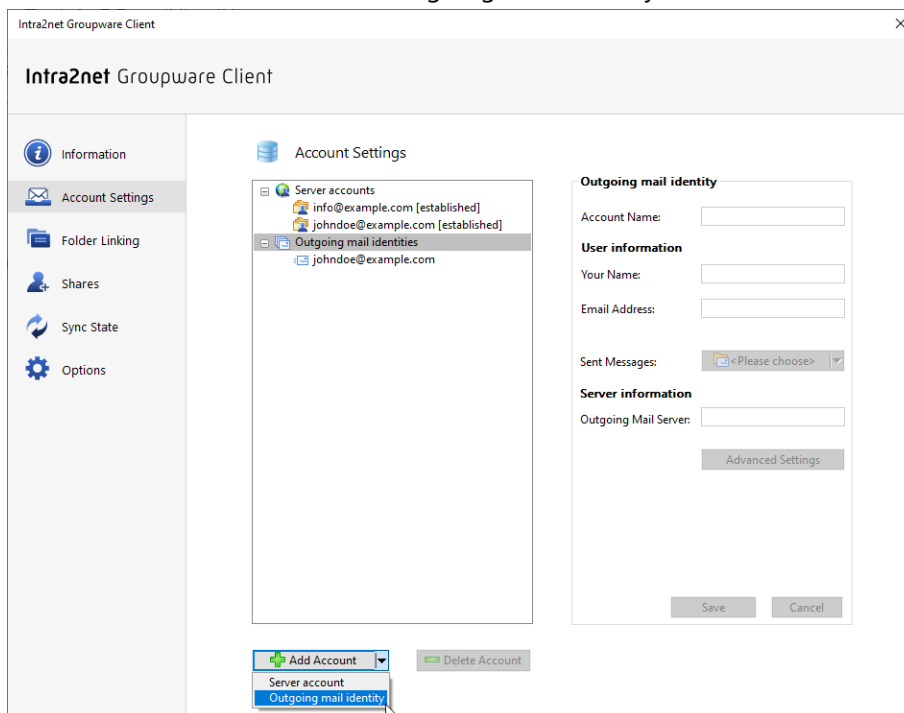 Intra2net Groupware Client
Intra2net Groupware Client
Information
Account Settings
Folder Linking
Shares
Sync State
Options
Account Settings
Server accounts
info@example.com [established]
johndoe@example.com [established]
Outgoing mail identities
johndoe@example.com
Outgoing mail identity
Account Name:
User information
Your Name:
Email Address:
Sent Messages:
<Please choose>
Server information
Outgoing Mail Server:
Advanced Settings
Save
Cancel
Add Account
Delete Account
Server account
Outgoing mail identity